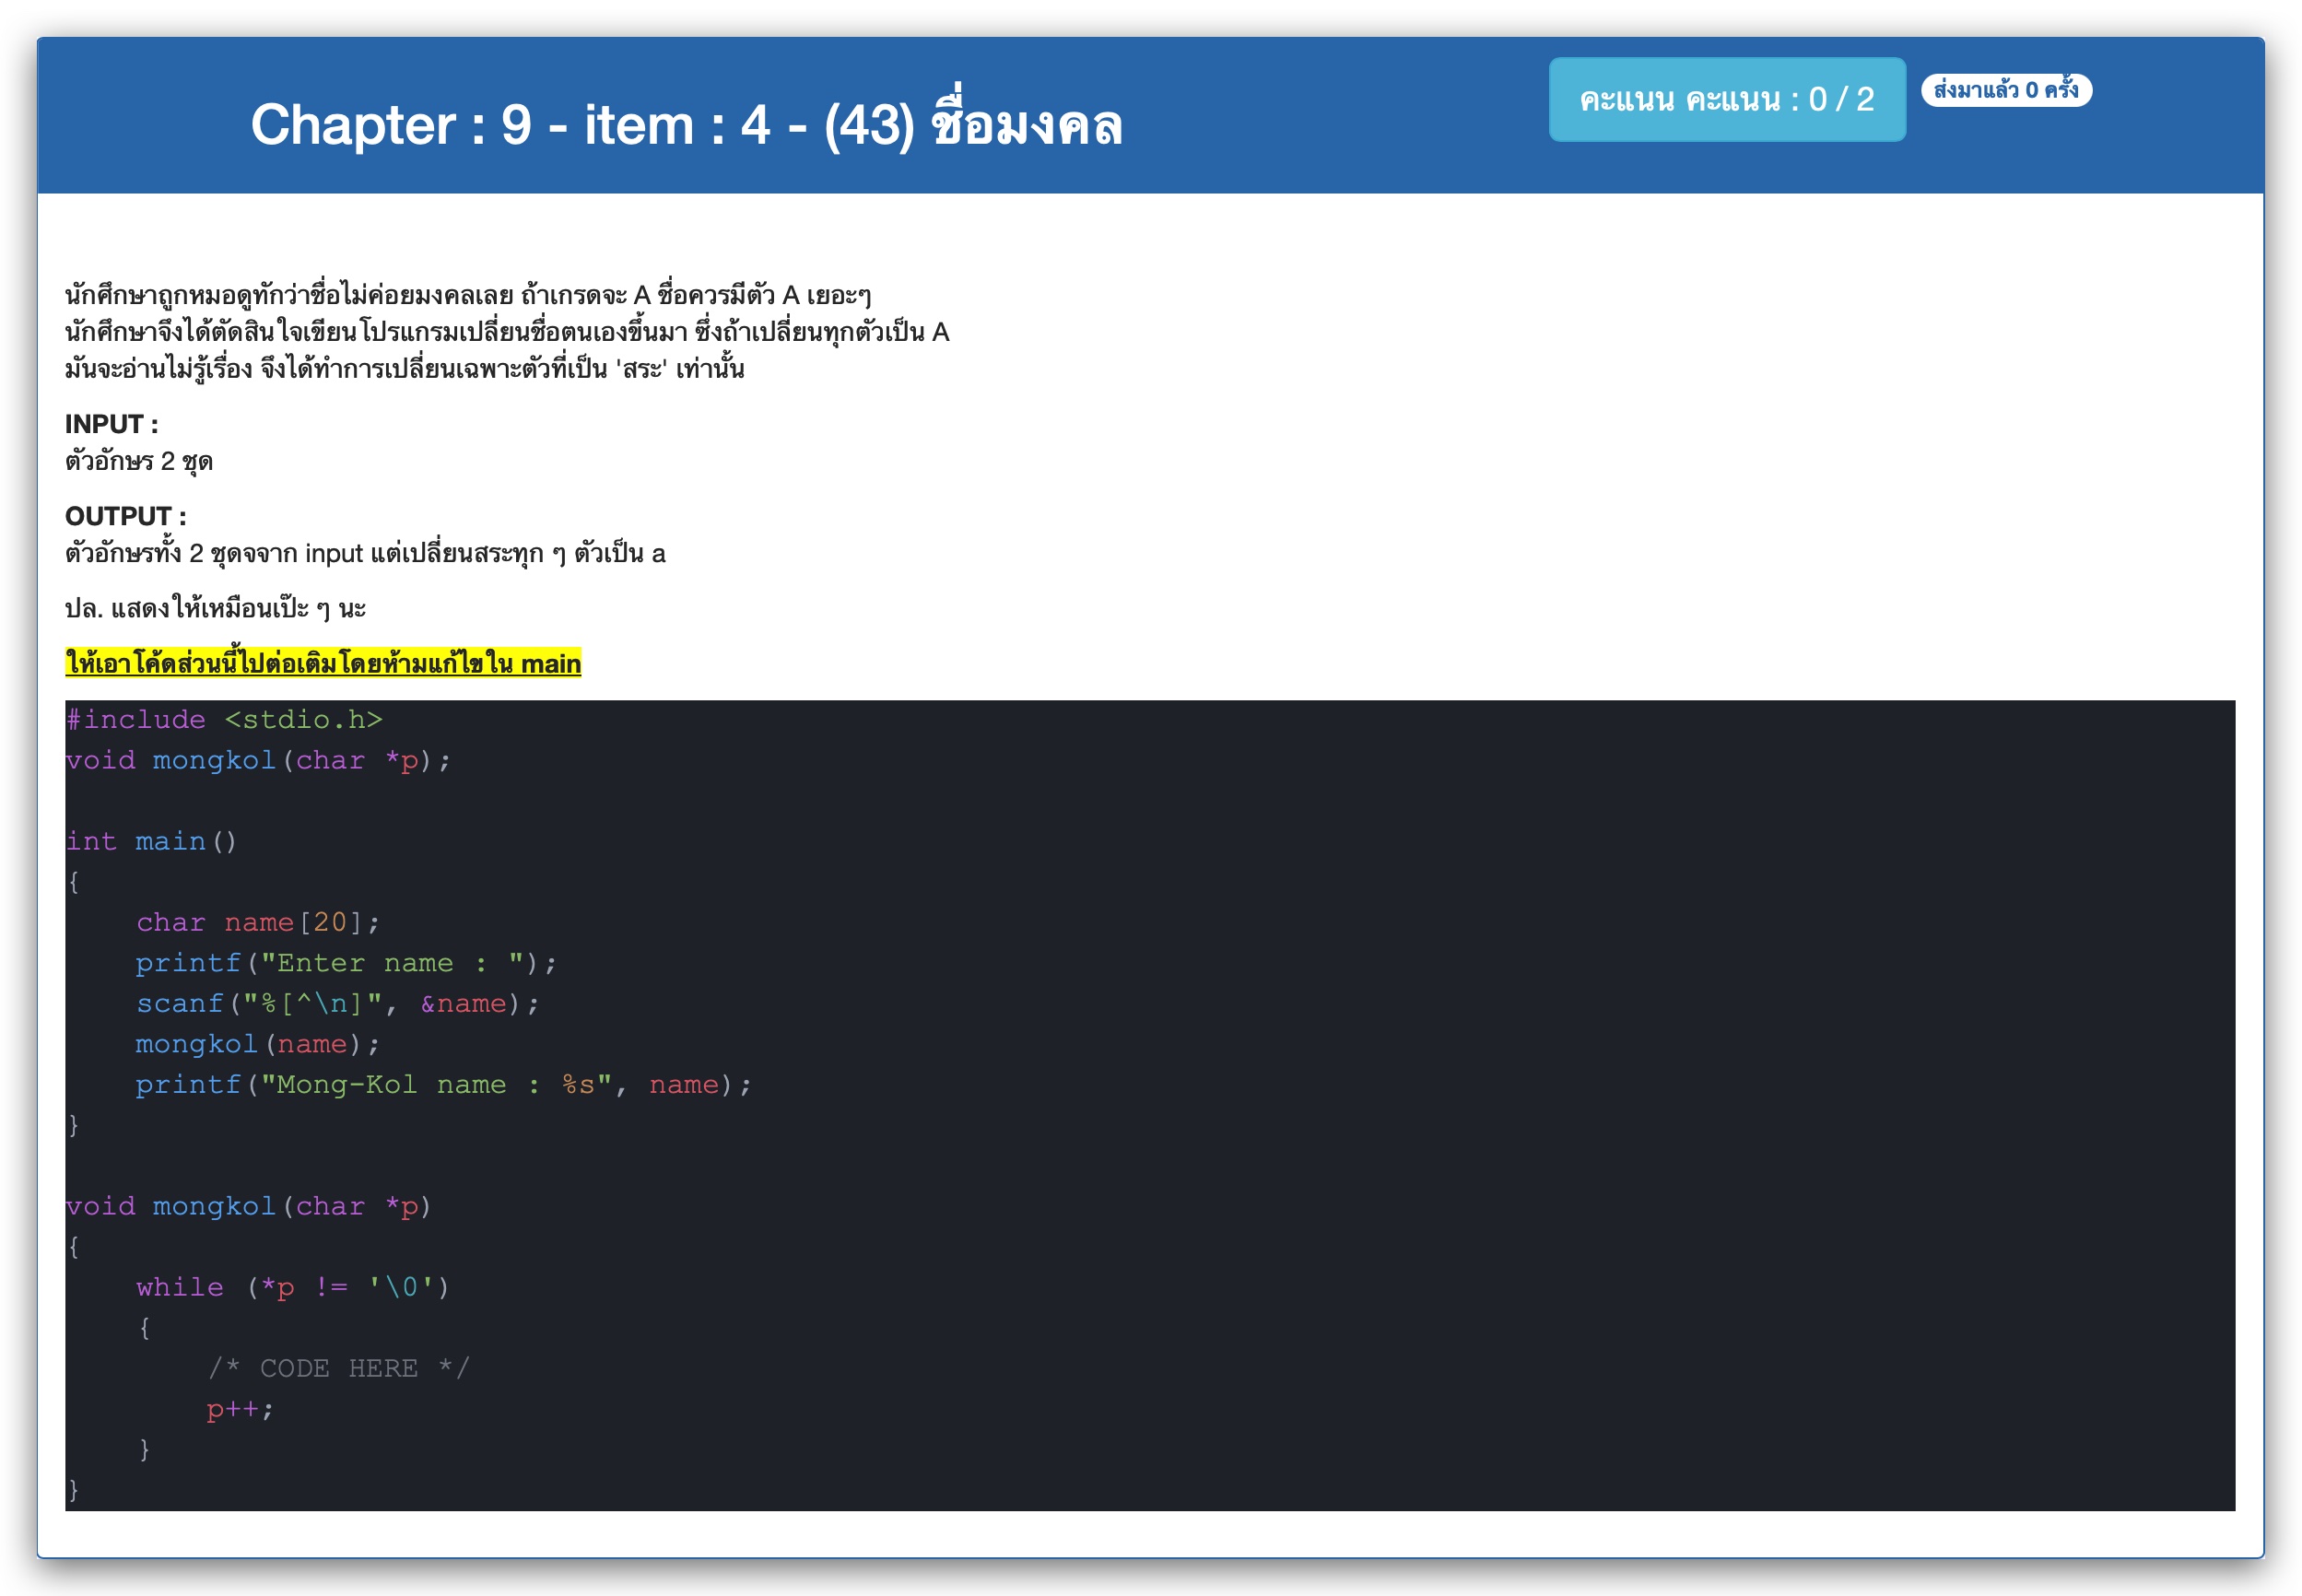 Chapter : 9 - item : 4 - (43) ชื่อมงคล
คะแนน คะแนน : 0 / 2
ส่งมาแล้ว 0 ครั้ง
นักศึกษาถูกหมอดูทักว่าชื่อไม่ค่อยมงคลเลย ถ้าเกรดจะ A ชื่อควรมีตัว A เยอะๆ
นักศึกษาจึงได้ตัดสินใจเขียนโปรแกรมเปลี่ยนชื่อตนเองขึ้นมา ซึ่งถ้าเปลี่ยนทุกตัวเป็น A
มันจะอ่านไม่รู้เรื่อง จึงได้ทำการเปลี่ยนเฉพาะตัวที่เป็น 'สระ' เท่านั้น
INPUT :
ตัวอักษร 2 ชุด
OUTPUT :
ตัวอักษรทั้ง 2 ชุดจจาก input แต่เปลี่ยนสระทุก ๆ ตัวเป็น a
ปล. แสดงให้เหมือนเป๊ะ ๆ นะ
ให้เอาโค้ดส่วนนี้ไปต่อเติมโดยห้ามแก้ไขใน main
#include <stdio.h>
void mongkol(char *p);
int main()
{
    char name[20];
    printf("Enter name : ");
    scanf("%[^\n]", &name);
    mongkol(name);
    printf("Mong-Kol name : %s", name);
}
void mongkol(char *p)
{
    while (*p != '\0')
    {
        /* CODE HERE */
        p++;
    }
}